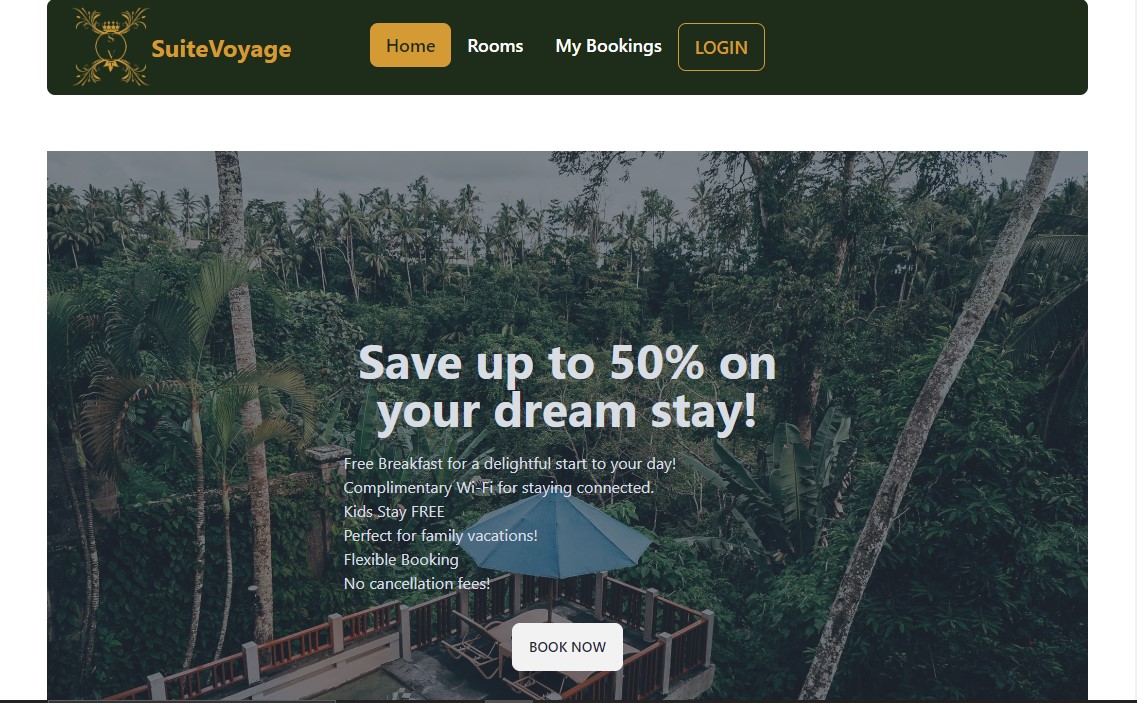 SuiteVoyage
Home
Rooms
My Bookings
LOGIN
Save up to 50% on
your dream stay!
Free Breakfast for a delightful start to your day!
Complimentary Wi-Fi for staying connected.
Kids Stay FREE
Perfect for family vacations!
Flexible Booking
No cancellation fees!
BOOK NOW